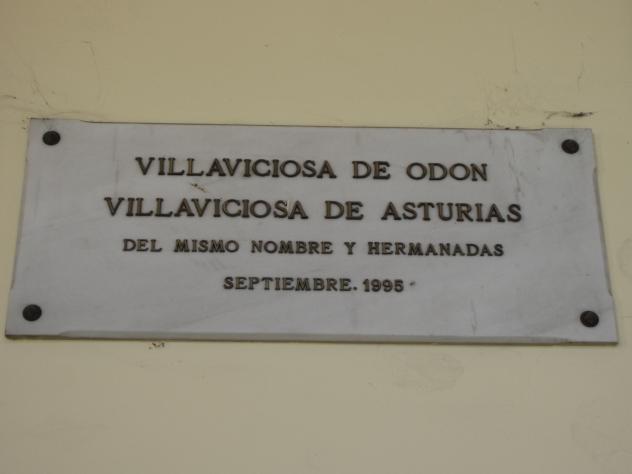 VILLAVICIOSA DE ODON
VILLAVICIOSA DE ASTURIAS
DEL MISMO NOMBRE Y HERMANADAS
SEPTIEMBRE. 1995